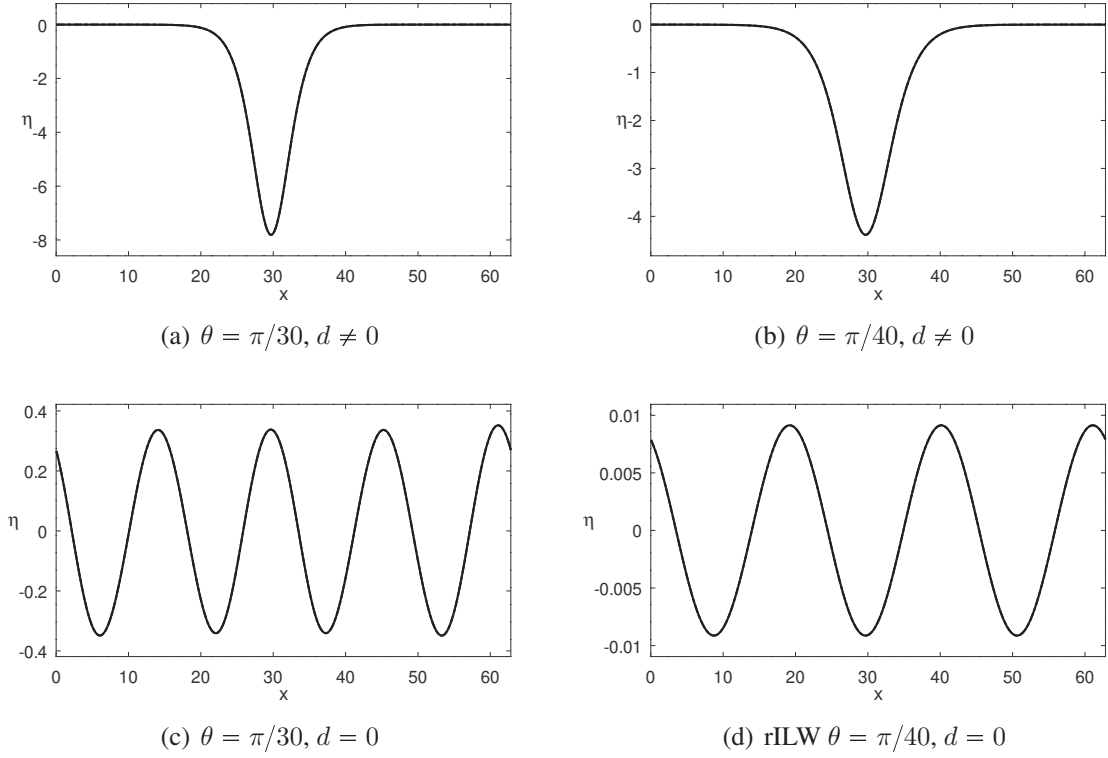 0
-2
η
-4
-6
-8
0 10 20 30 40 50 60
x
(a) θ = π/30, d ≠ 0
0
-1
η -2
-3
-4
0 10 20 30 40 50 60
x
(b) θ = π/40, d ≠ 0
0.4
0.2
η 0
-0.2
-0.4
0 10 20 30 40 50 60
x
(c) θ = π/30, d = 0
0.01
0.005
η 0
-0.005
-0.01
0 10 20 30 40 50 60
x
(d) rILW θ = π/40, d = 0